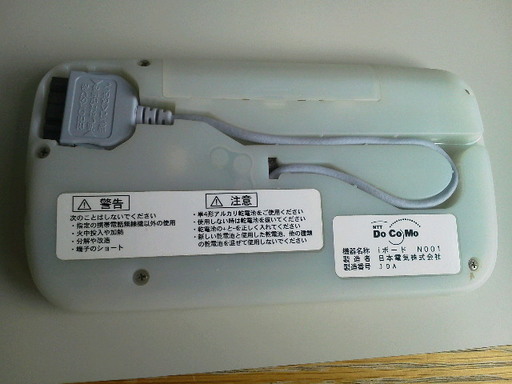 警告
次のことはしないでください
・指定の携帯電話無線機以外の使用
・火中投入や加熱
・分解や改造
・端子のショート
注意
・単4形アルカリ乾電池をご使用ください
・使用しない時は乾電池を抜いてください
・乾電池の+と-を正しく入れてください
・新しい乾電池と使用した乾電池、他の種類
の乾電池を混ぜて使用しないでください
NTT
DoCoMo
機器名称 iボード N001
製造者 日本電気株式会社
製造番号 J0A